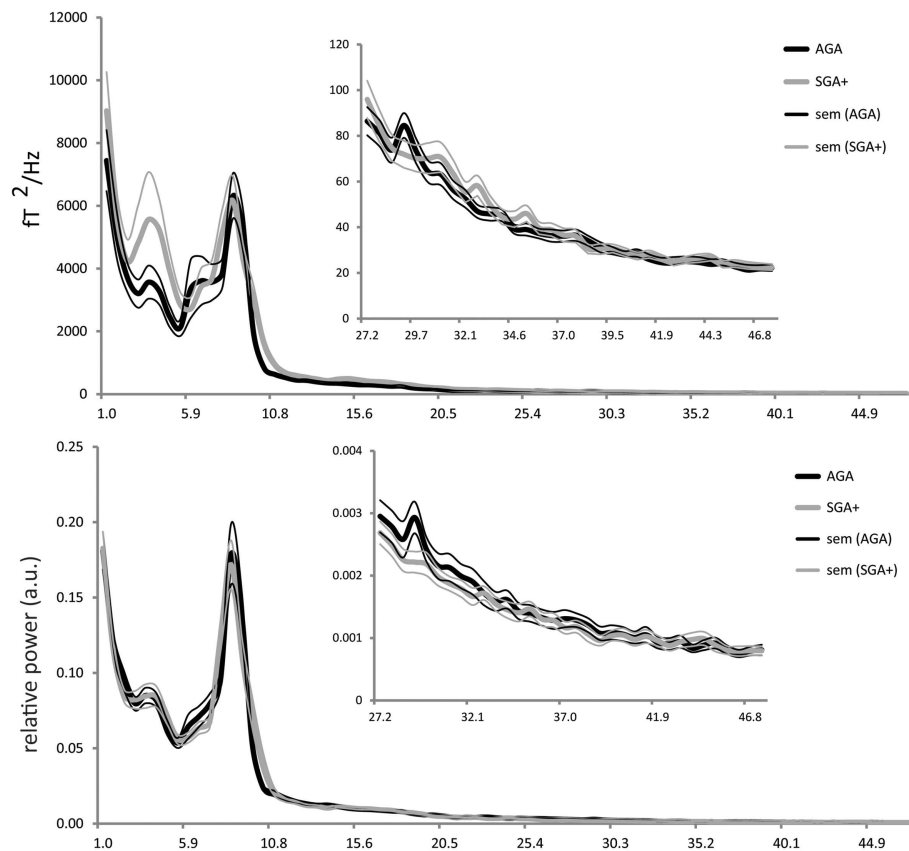 12000
10000
8000
6000
4000
2000
0
fT 2/Hz
1.0 5.9 10.8 15.6 20.5 25.4 30.3 35.2 40.1 44.9
120
100
80
60
40
20
0
27.2 29.7 32.1 34.6 37.0 39.5 41.9 44.3 46.8
AGA
SGA+
sem (AGA)
sem (SGA+)
0.25
0.20
0.15
0.10
0.05
0.00
relative power (a.u.)
1.0 5.9 10.8 15.6 20.5 25.4 30.3 35.2 40.1 44.9
0.004
0.003
0.002
0.001
0
27.2 32.1 37.0 41.9 46.8
AGA
SGA+
sem (AGA)
sem (SGA+)